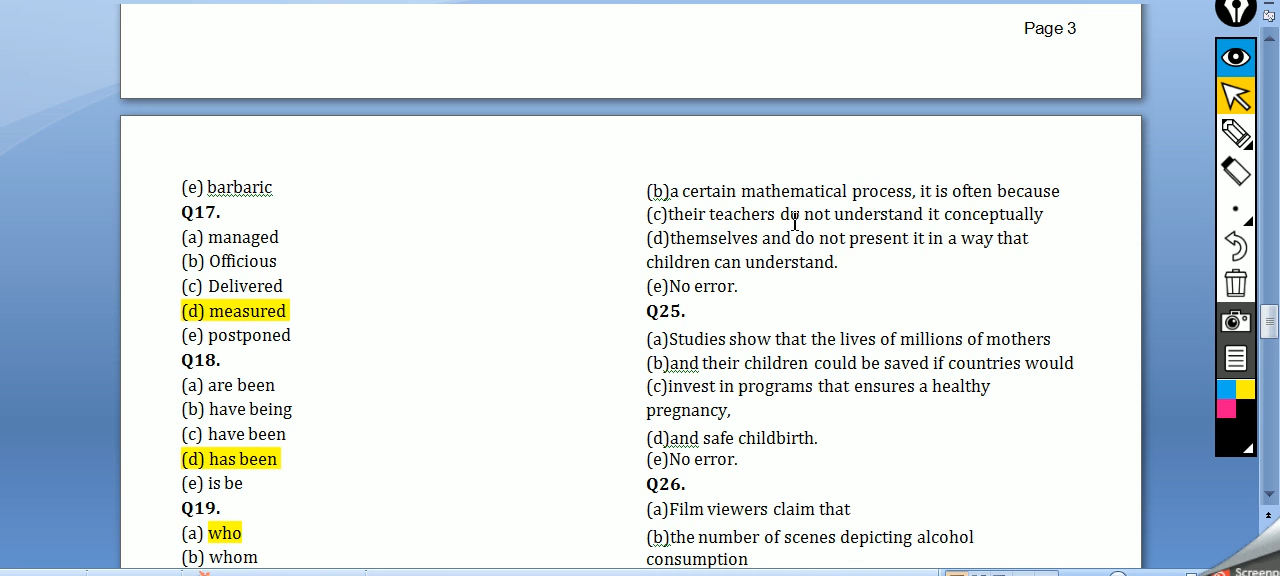 Page 3
(e) barbaric
Q17.
(a) managed
(b) Officious
(c) Delivered
(d) measured
(e) postponed
Q18.
(a) are been
(b) have being
(c) have been
(d) has been
(e) is be
Q19.
(a) who
(b) whom
(b)a certain mathematical process, it is often because
(c)their teachers do not understand it conceptually
(d)themselves and do not present it in a way that
children can understand.
(e)No error.
Q25.
(a)Studies show that the lives of millions of mothers
(b)and their children could be saved if countries would
(c)invest in programs that ensures a healthy
pregnancy,
(d)and safe childbirth.
(e)No error.
Q26.
(a)Film viewers claim that
(b)the number of scenes depicting alcohol
consumption